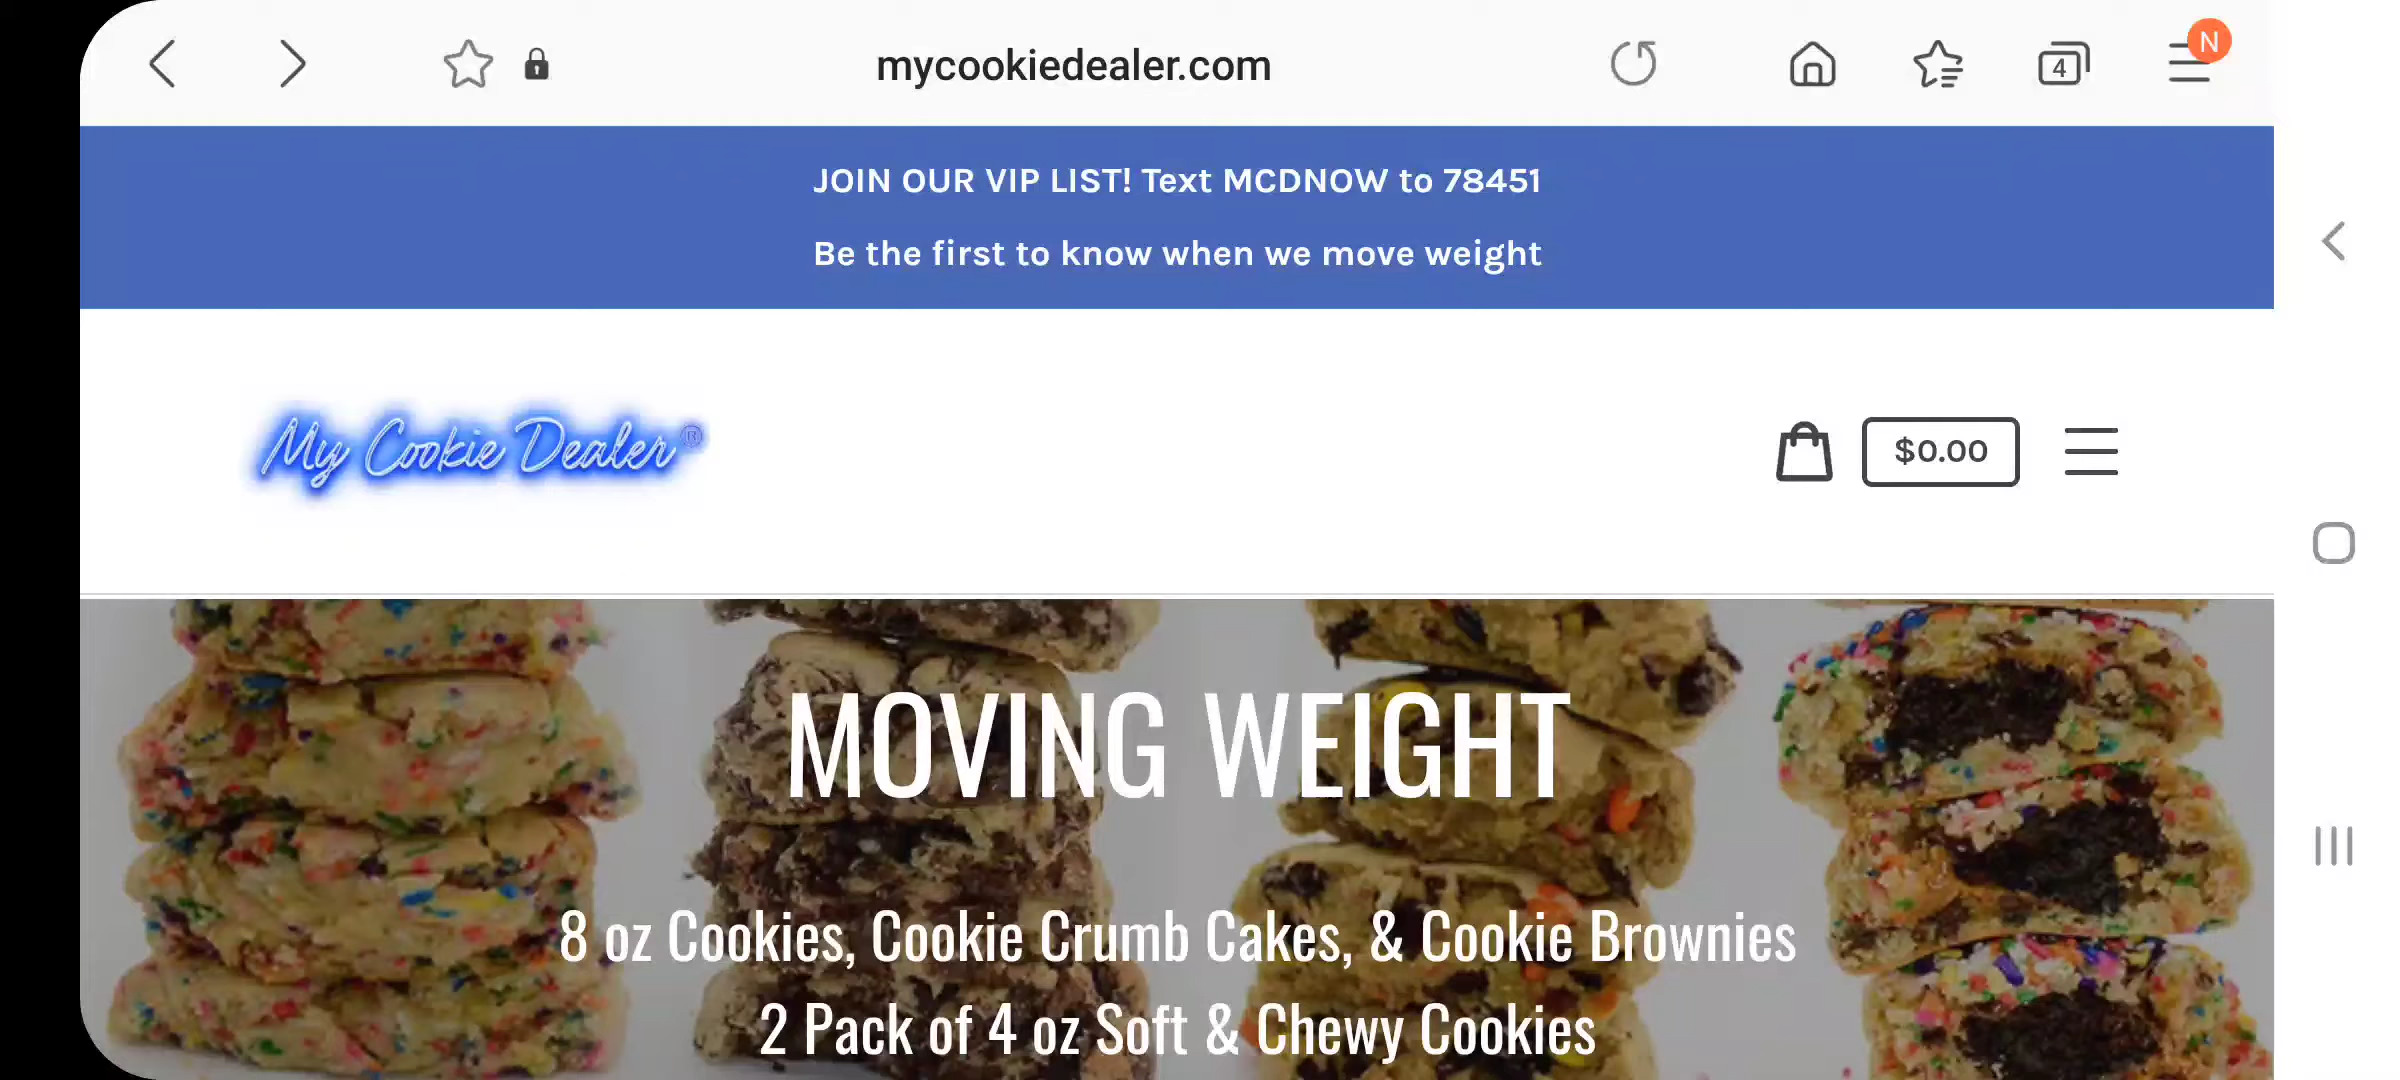 mycookiedealer.com
4
N
JOIN OUR VIP LIST! Text MCDNOW to 78451
Be the first to know when we move weight
My Cookie Dealer®
$0.00
MOVING WEIGHT
8 oz Cookies, Cookie Crumb Cakes, & Cookie Brownies
2 Pack of 4 oz Soft & Chewy Cookies